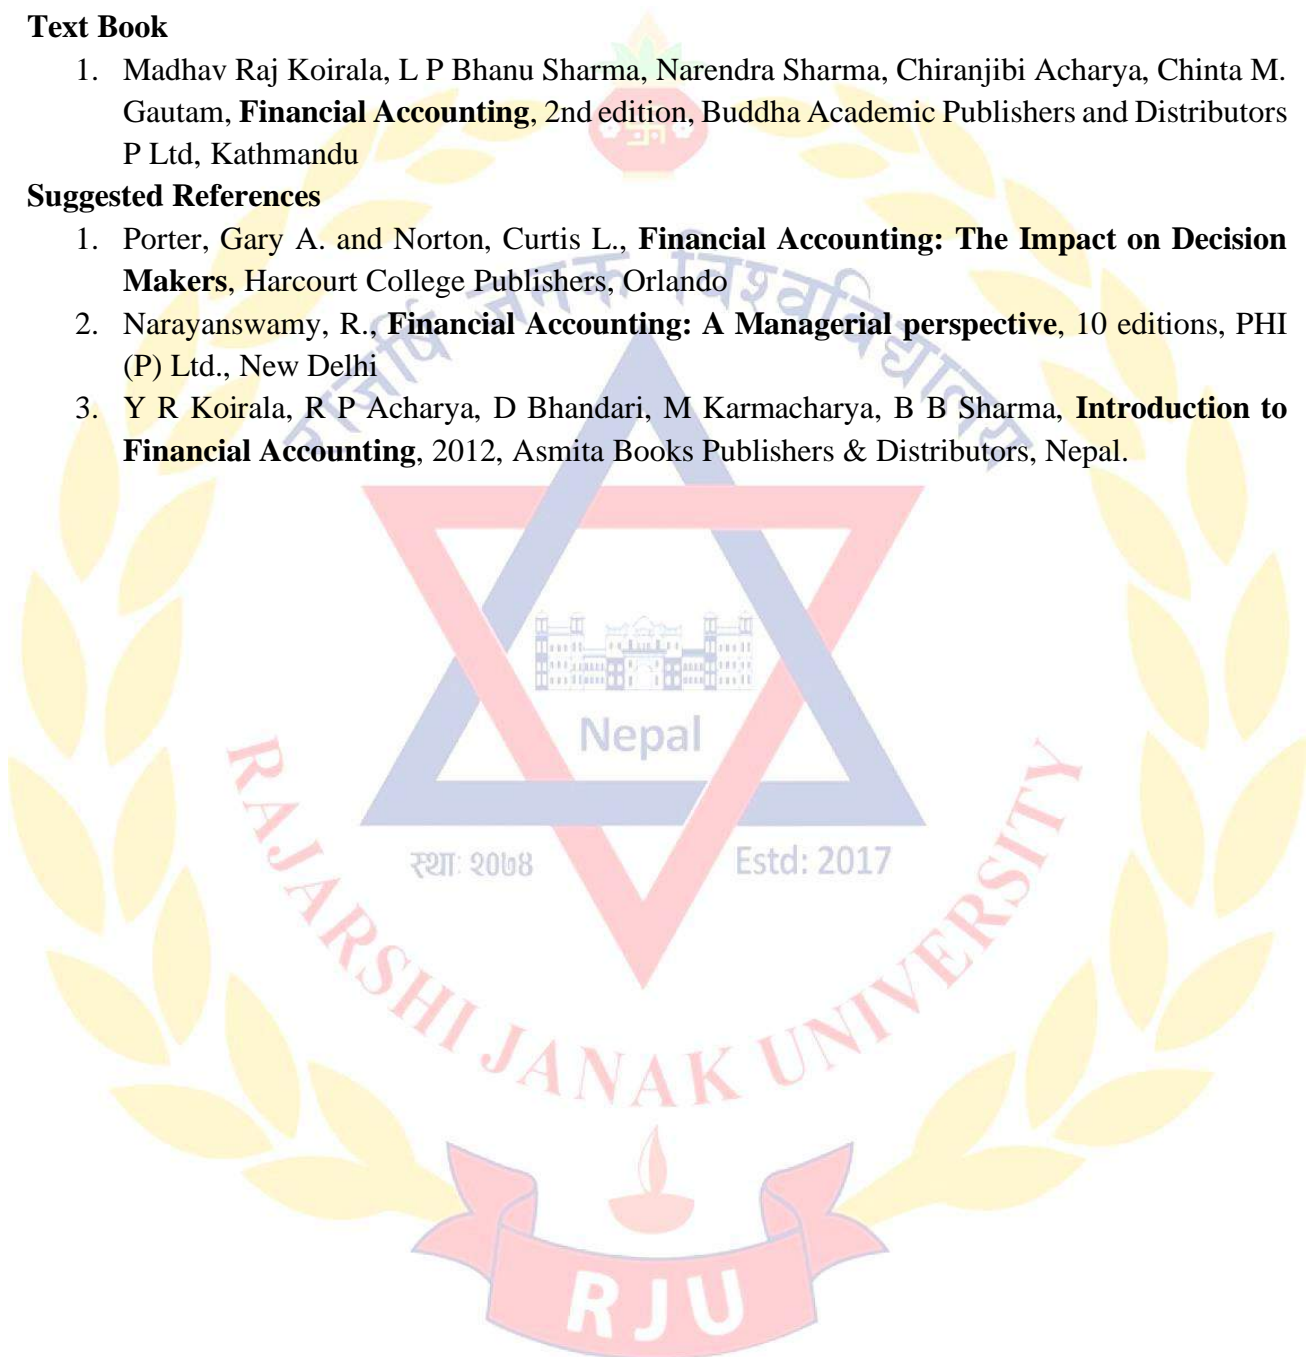 Text Book
1. Madhav Raj Koirala, L P Bhanu Sharma, Narendra Sharma, Chiranjibi Acharya, Chinta M.
Gautam, Financial Accounting, 2nd edition, Buddha Academic Publishers and Distributors
P Ltd, Kathmandu
Suggested References
1. Porter, Gary A. and Norton, Curtis L., Financial Accounting: The Impact on Decision
Makers, Harcourt College Publishers, Orlando
2. Narayanswamy, R., Financial Accounting: A Managerial perspective, 10 editions, PHI
(P) Ltd., New Delhi
3. Y R Koirala, R P Acharya, D Bhandari, M Karmacharya, B B Sharma, Introduction to
Financial Accounting, 2012, Asmita Books Publishers & Distributors, Nepal.
राजर्षि जनक विश्वविद्यालय
Nepal
स्था: २०७४ Estd: 2017
RAJARSHI JANAK UNIVERSITY
RJU